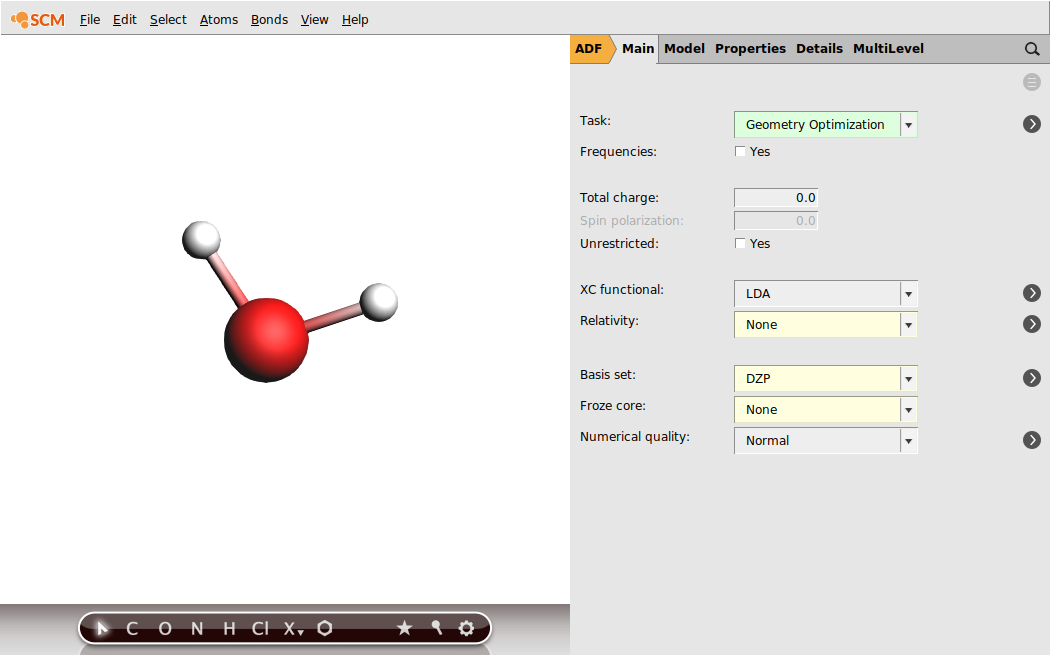 SCM File Edit Select Atoms Bonds View Help
ADF Main Model Properties Details MultiLevel
Task: Geometry Optimization
Frequencies: Yes
Total charge: 0.0
Spin polarization: 0.0
Unrestricted: Yes
XC functional: LDA
Relativity: None
Basis set: DZP
Froze core: None
Numerical quality: Normal
C O N H Cl X